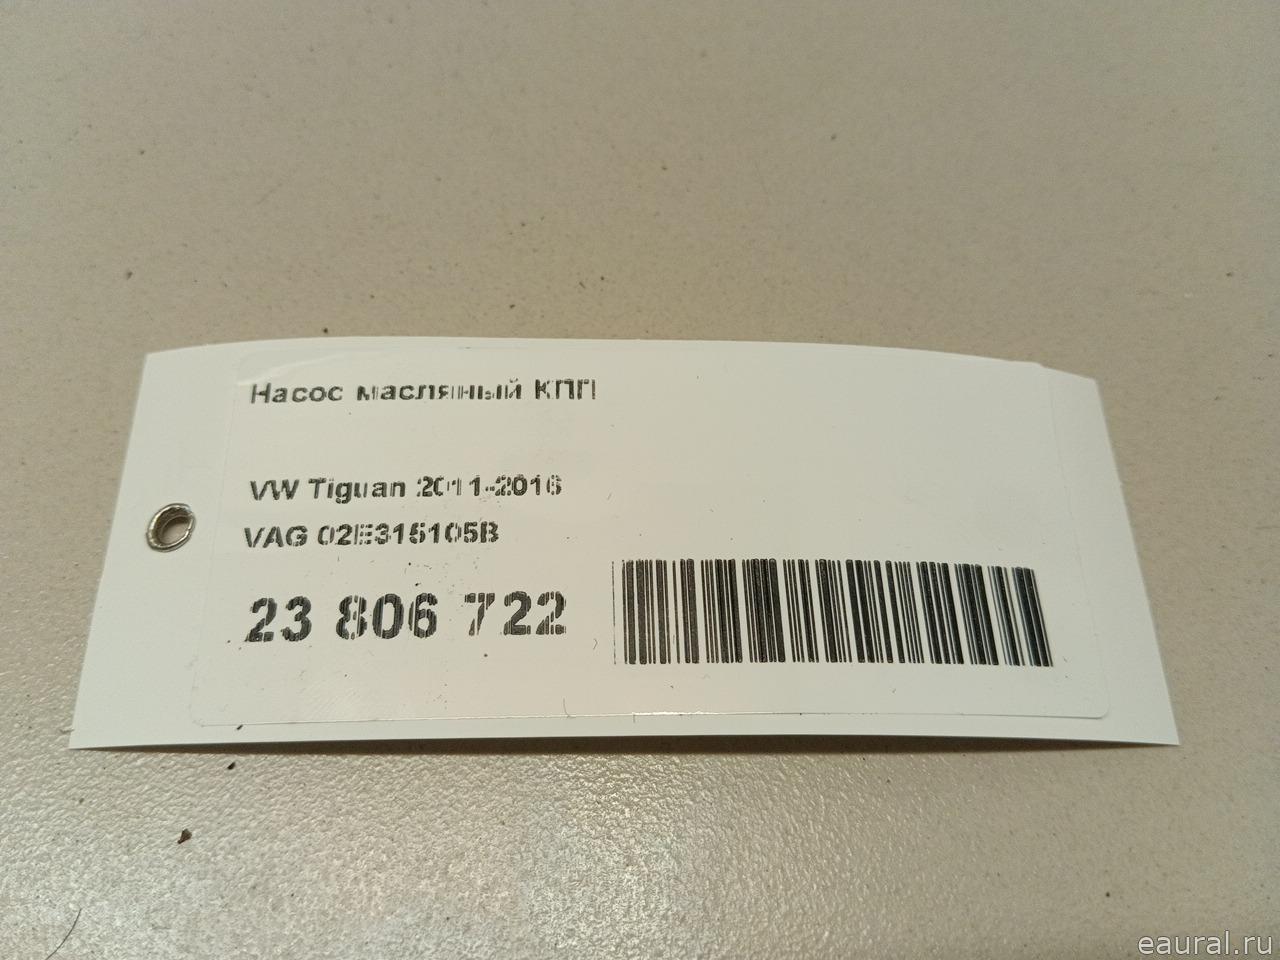 Насос масляный КПП
VW Tiguan 2011-2016
VAG 02E315105B
23 806 722
eaural.ru